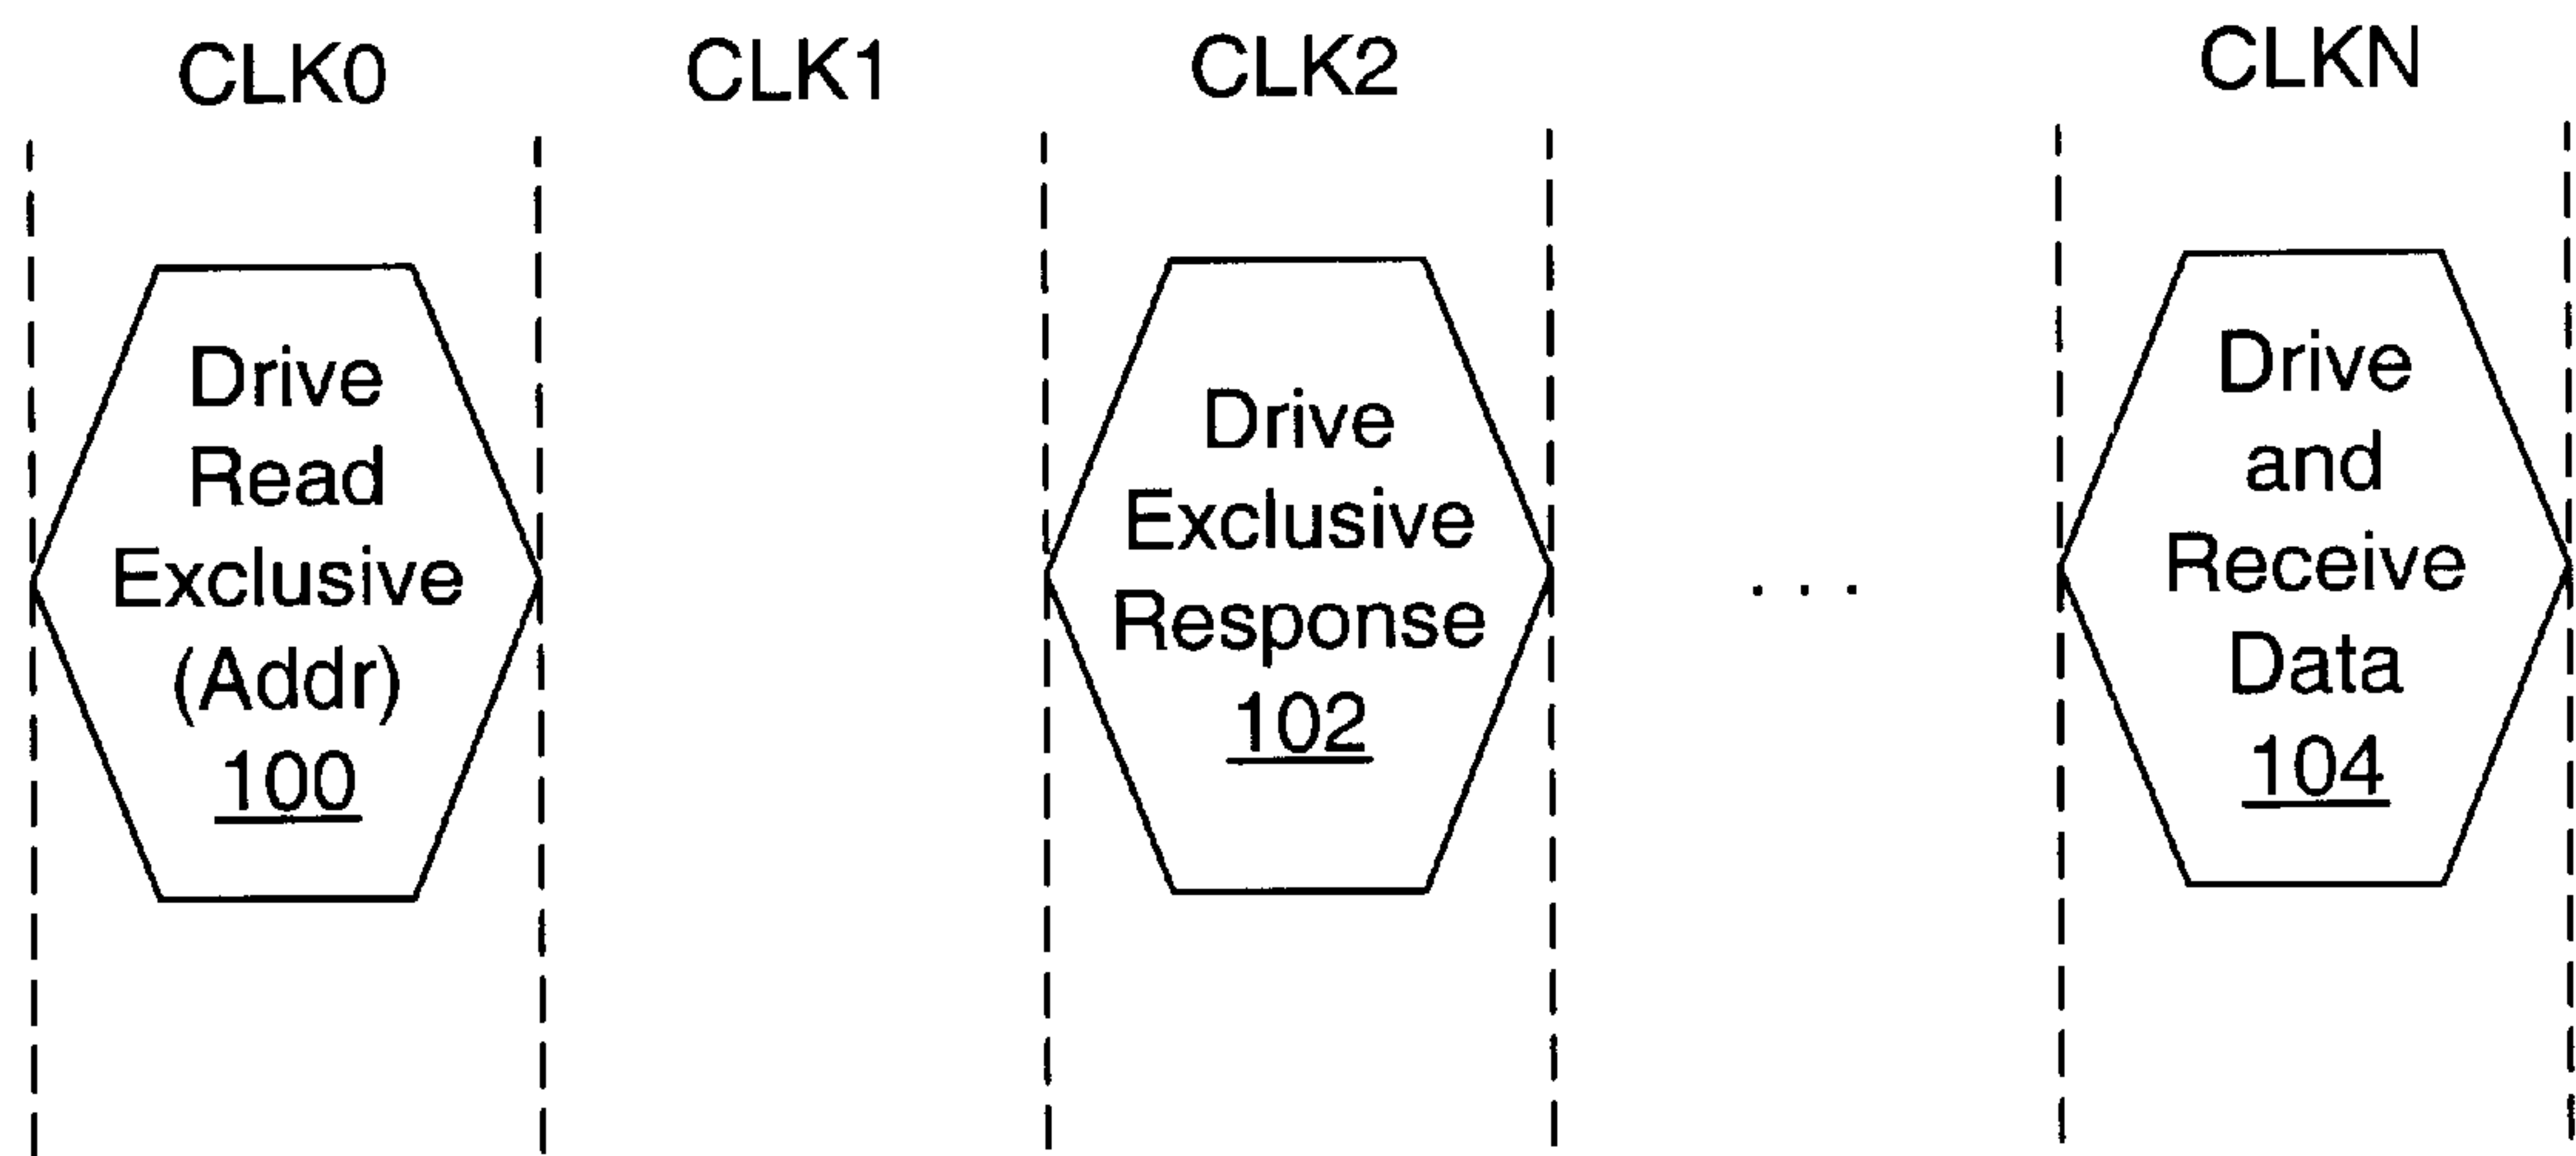 CLK0 CLK1 CLK2 CLKN
Drive
Read
Exclusive
(Addr)
100
Drive
Exclusive
Response
102
. . .
Drive
and
Receive
Data
104